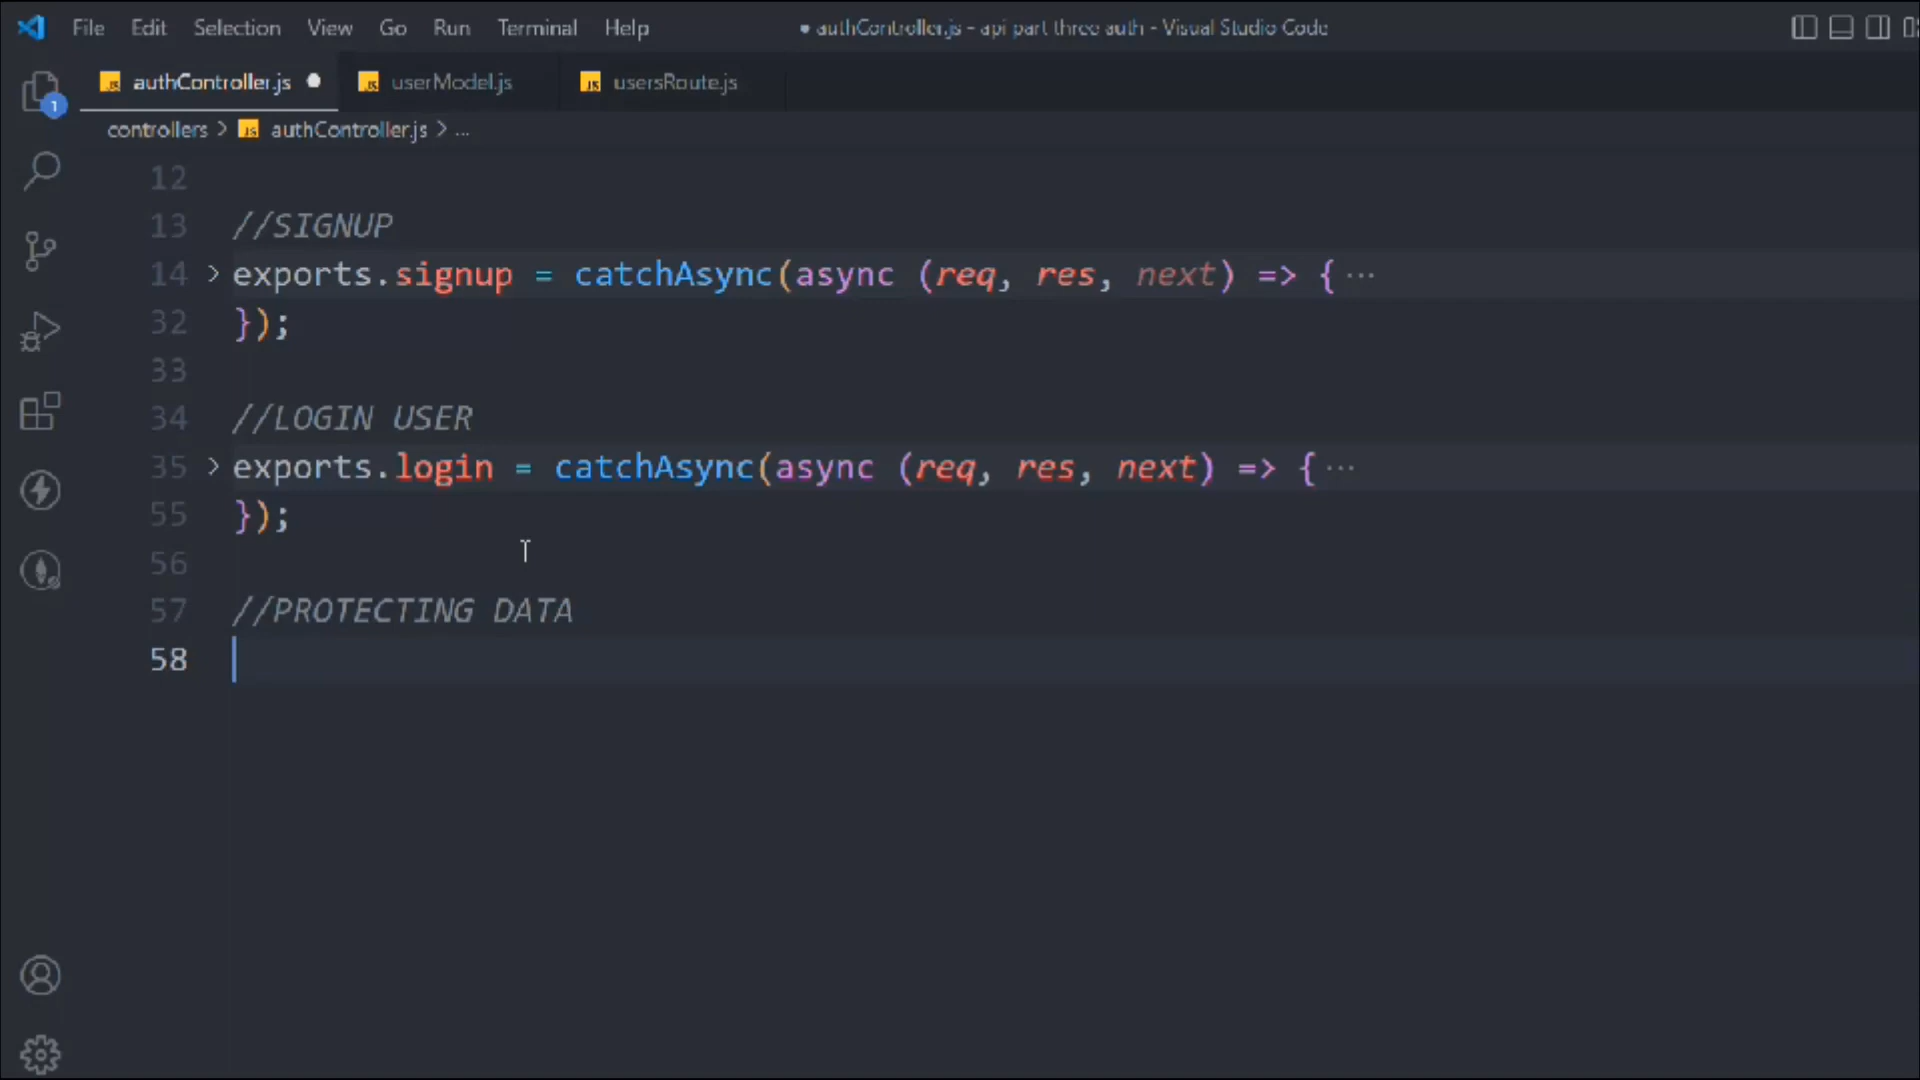 File Edit Selection View Go Run Terminal Help ● authController.js - api part three auth - Visual Studio Code
authController.js ● userModel.js usersRoute.js
controllers > authController.js > ...
12
13 //SIGNUP
14 > exports.signup = catchAsync(async (req, res, next) => {···
32 });
33
34 //LOGIN USER
35 > exports.login = catchAsync(async (req, res, next) => {···
55 });
56
57 //PROTECTING DATA
58
1